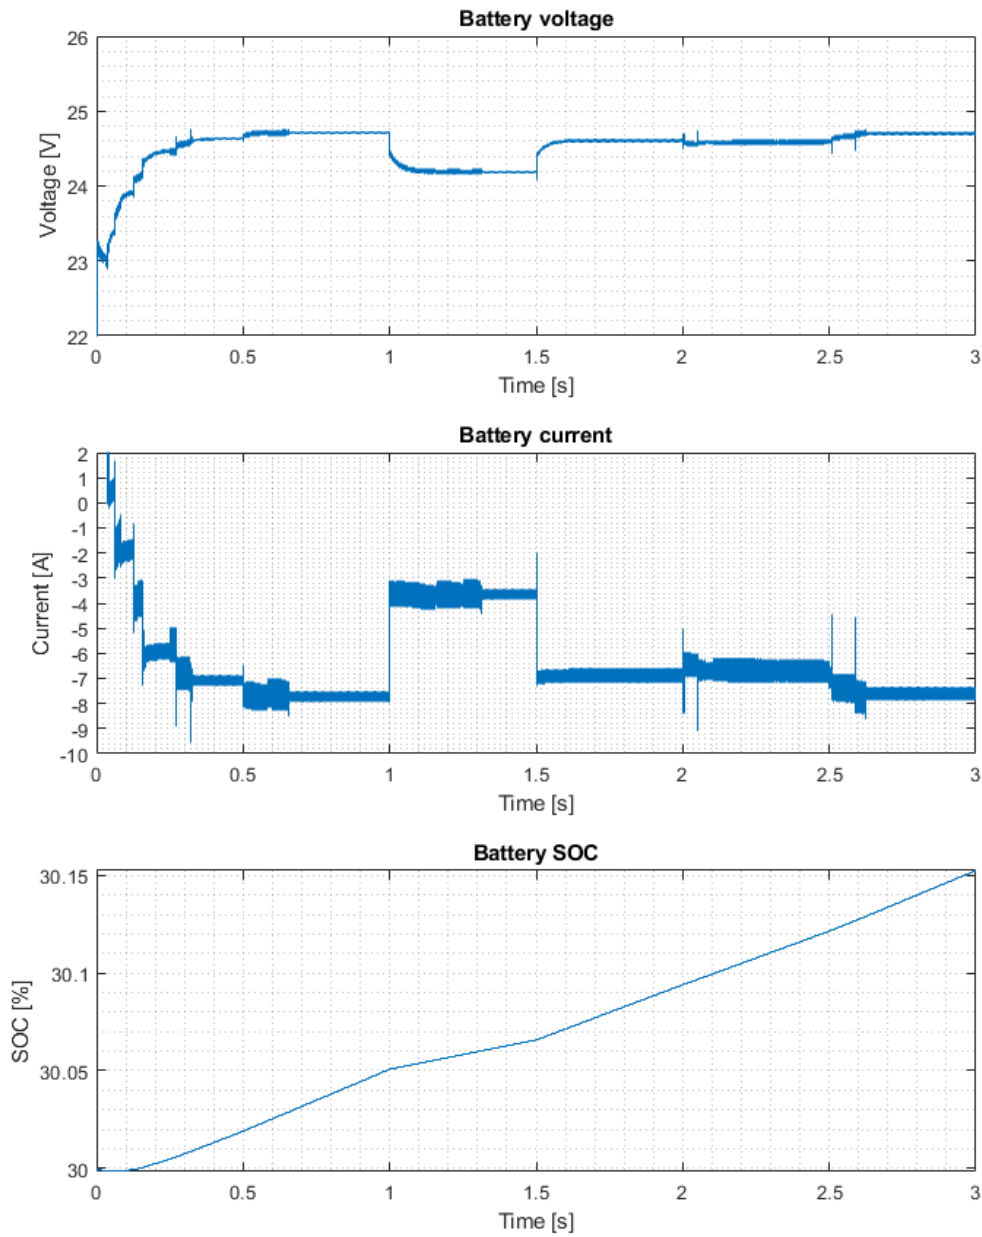 Battery voltage
26
25
24
23
22
Voltage [V]
0 0.5 1 1.5 2 2.5 3
Time [s]
Battery current
2
1
0
-1
-2
-3
-4
-5
-6
-7
-8
-9
-10
Current [A]
0 0.5 1 1.5 2 2.5 3
Time [s]
Battery SOC
30.15
30.1
30.05
30
SOC [%]
0 0.5 1 1.5 2 2.5 3
Time [s]